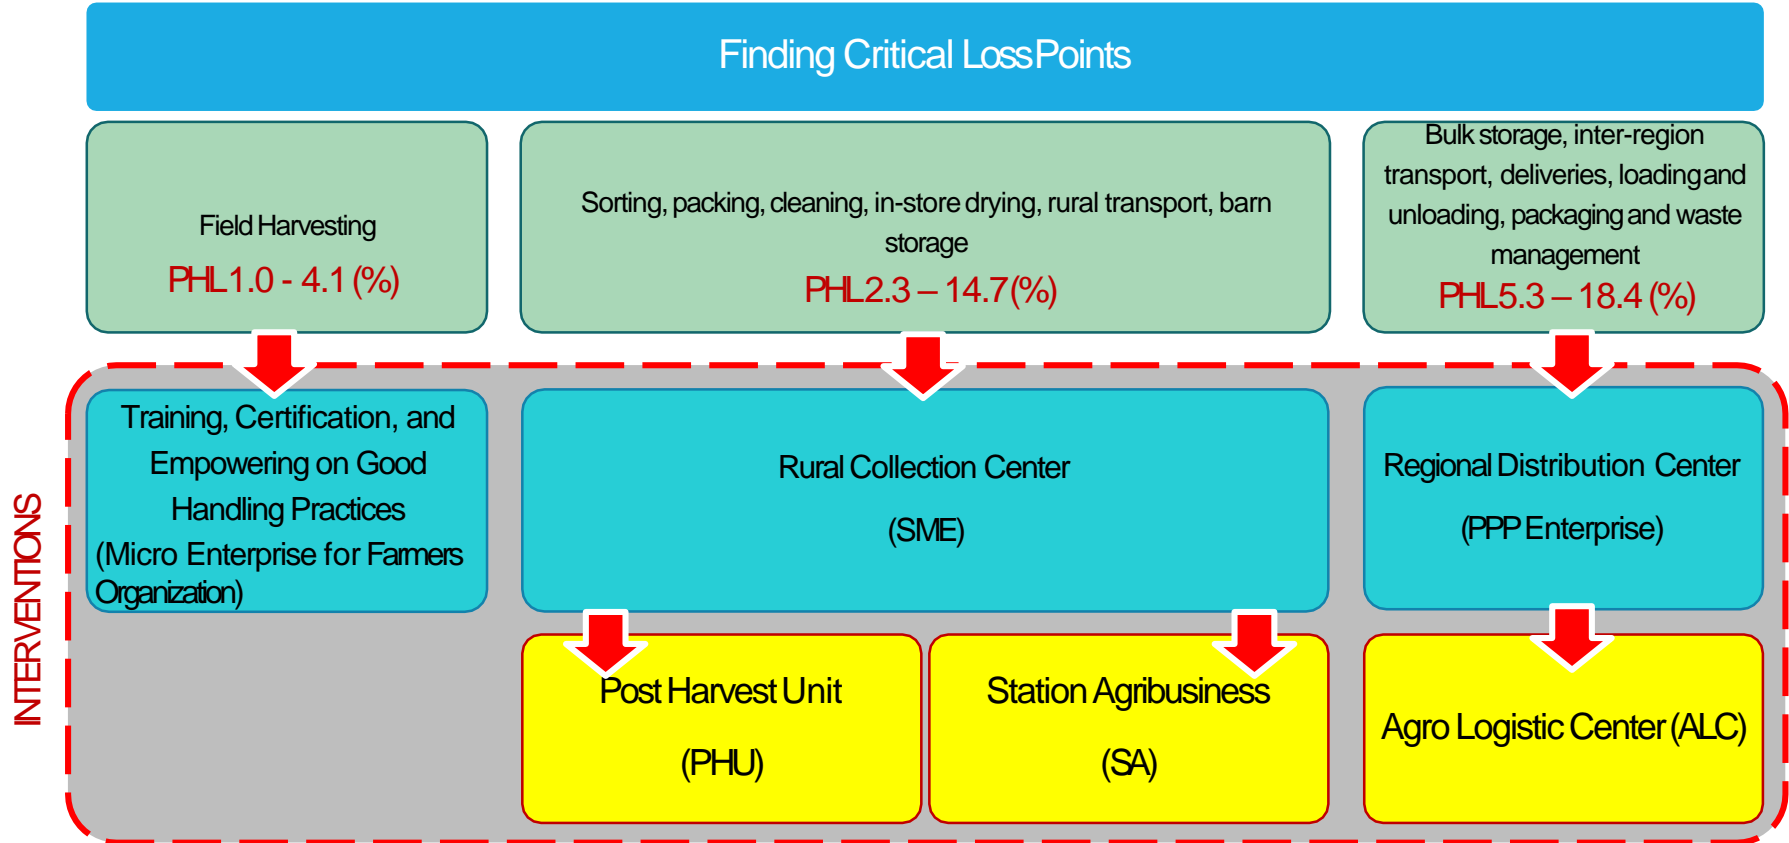 Finding Critical Loss Points
Field Harvesting
PHL 1.0 - 4.1 (%)
Sorting, packing, cleaning, in-store drying, rural transport, barn
storage
PHL 2.3 – 14.7 (%)
Bulk storage, inter-region
transport, deliveries, loading and
unloading, packaging and waste
management
PHL 5.3 – 18.4 (%)
INTERVENTIONS
Training, Certification, and
Empowering on Good
Handling Practices
(Micro Enterprise for Farmers
Organization)
Rural Collection Center
(SME)
Regional Distribution Center
(PPP Enterprise)
Post Harvest Unit
(PHU)
Station Agribusiness
(SA)
Agro Logistic Center (ALC)